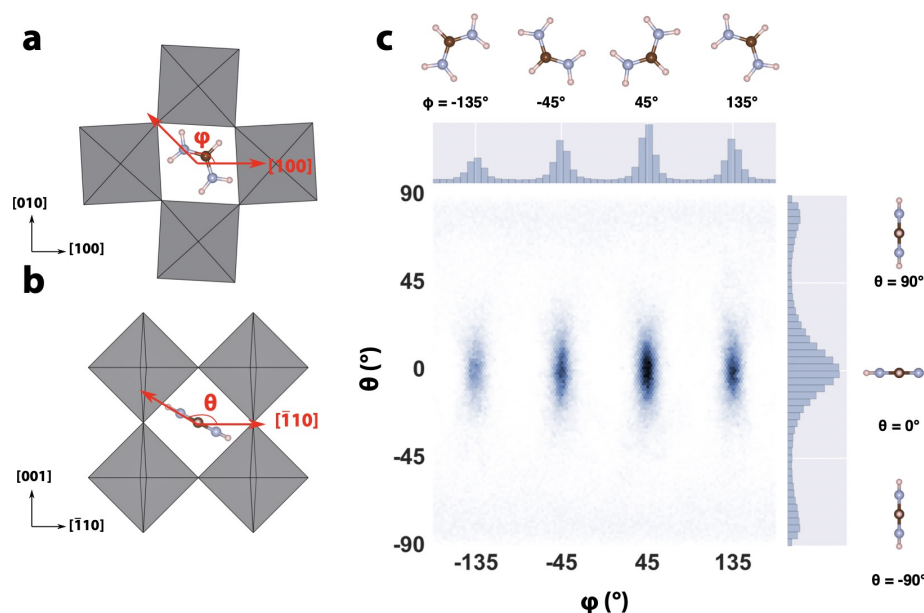 a
φ
[100]
[010]
[100]
b
θ
[1̄10]
[001]
[1̄10]
c
ϕ = -135°
-45°
45°
135°
90
45
0
-45
-90
θ (°)
-135
-45
45
135
φ (°)
θ = 90°
θ = 0°
θ = -90°